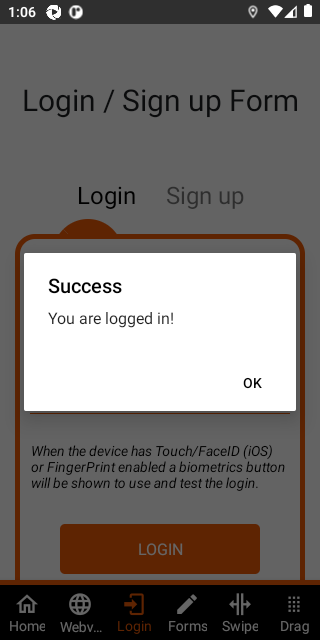 1:06
Login / Sign up Form
Login
Sign up
Success
You are logged in!
OK
When the device has Touch/FaceID (iOS)
or FingerPrint enabled a biometrics button
will be shown to use and test the login.
LOGIN
Home
Webv...
Login
Forms
Swipe
Drag